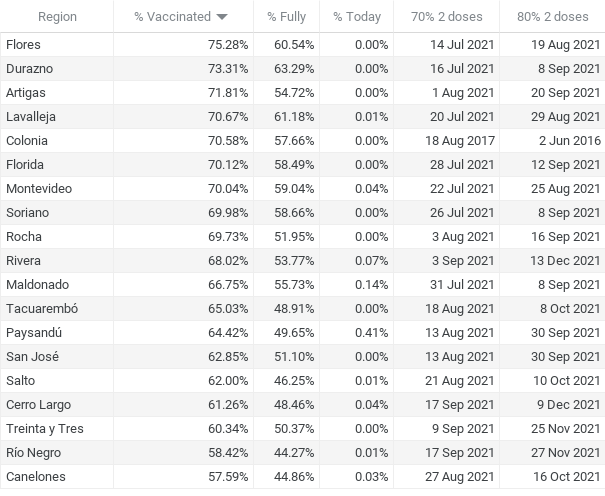 Region % Vaccinated % Fully % Today 70% 2 doses 80% 2 doses
Flores 75.28% 60.54% 0.00% 14 Jul 2021 19 Aug 2021
Durazno 73.31% 63.29% 0.00% 16 Jul 2021 8 Sep 2021
Artigas 71.81% 54.72% 0.00% 1 Aug 2021 20 Sep 2021
Lavalleja 70.67% 61.18% 0.01% 20 Jul 2021 29 Aug 2021
Colonia 70.58% 57.66% 0.00% 18 Aug 2017 2 Jun 2016
Florida 70.12% 58.49% 0.00% 28 Jul 2021 12 Sep 2021
Montevideo 70.04% 59.04% 0.04% 22 Jul 2021 25 Aug 2021
Soriano 69.98% 58.66% 0.00% 26 Jul 2021 8 Sep 2021
Rocha 69.73% 51.95% 0.00% 3 Aug 2021 16 Sep 2021
Rivera 68.02% 53.77% 0.07% 3 Sep 2021 13 Dec 2021
Maldonado 66.75% 55.73% 0.14% 31 Jul 2021 8 Sep 2021
Tacuarembó 65.03% 48.91% 0.00% 18 Aug 2021 8 Oct 2021
Paysandú 64.42% 49.65% 0.41% 13 Aug 2021 30 Sep 2021
San José 62.85% 51.10% 0.00% 13 Aug 2021 30 Sep 2021
Salto 62.00% 46.25% 0.01% 21 Aug 2021 10 Oct 2021
Cerro Largo 61.26% 48.46% 0.04% 17 Sep 2021 9 Dec 2021
Treinta y Tres 60.34% 50.37% 0.00% 9 Sep 2021 25 Nov 2021
Río Negro 58.42% 44.27% 0.01% 17 Sep 2021 27 Nov 2021
Canelones 57.59% 44.86% 0.03% 27 Aug 2021 16 Oct 2021